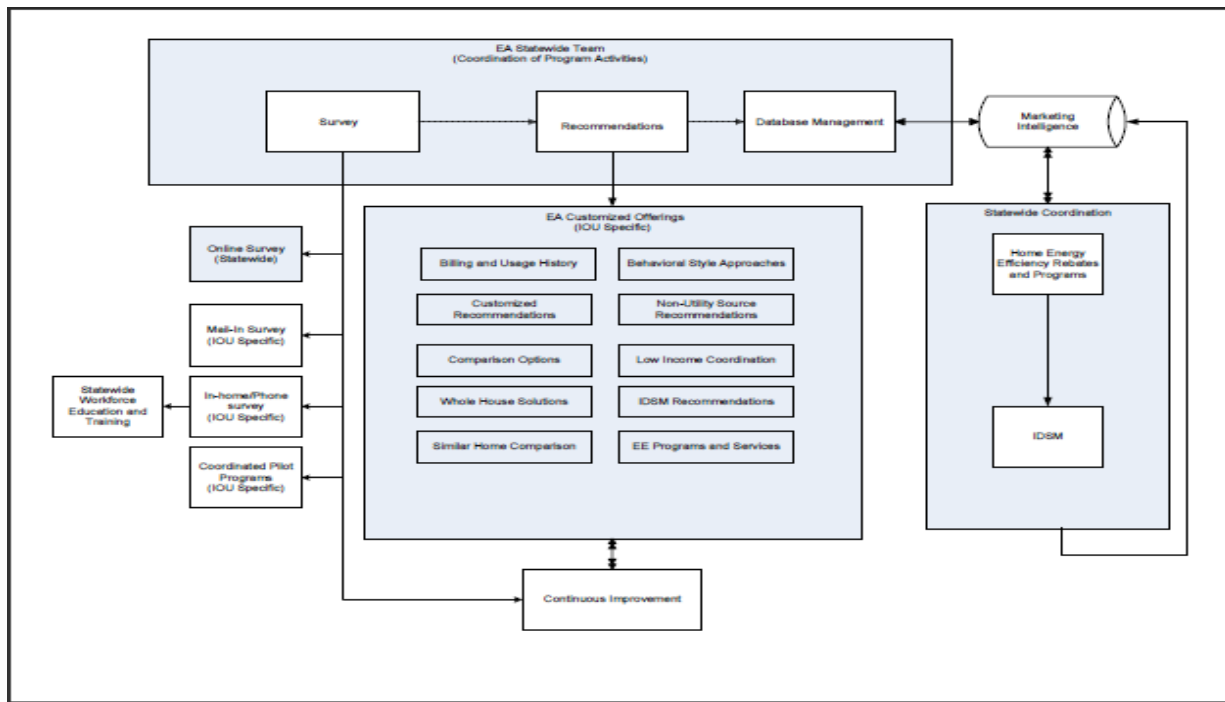 EA Statewide Team
(Coordination of Program Activities)
Survey
Recommendations
Database Management
Marketing
Intelligence
EA Customized Offerings
(IOU Specific)
Statewide Coordination
Online Survey
(Statewide)
Billing and Usage History
Behavioral Style Approaches
Home Energy
Efficiency Rebates
and Programs
Customized
Recommendations
Non-Utility Source
Recommendations
Mail-In Survey
(IOU Specific)
Comparison Options
Low Income Coordination
Statewide
Workforce
Education and
Training
In-home/Phone
survey
(IOU Specific)
Whole House Solutions
IDSM Recommendations
IDSM
Similar Home Comparison
EE Programs and Services
Coordinated Pilot
Programs
(IOU Specific)
Continuous Improvement